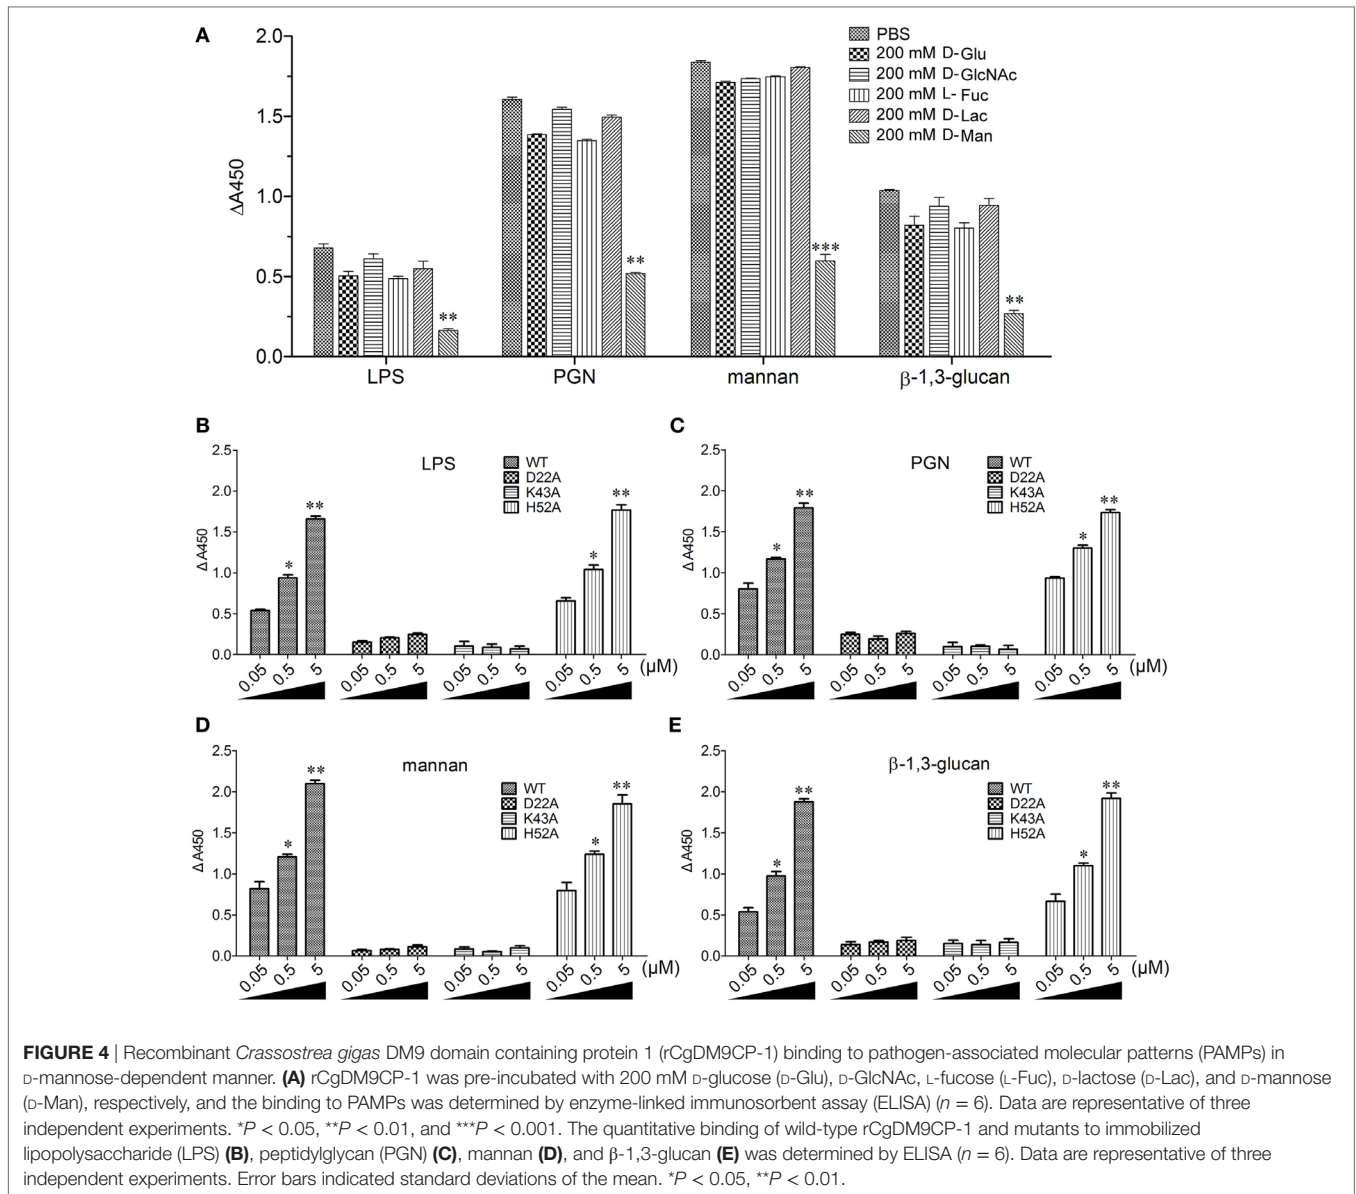 A
2.0
1.5
1.0
0.5
0.0
ΔA450
PBS
200 mM D-Glu
200 mM D-GlcNAc
200 mM L-Fuc
200 mM D-Lac
200 mM D-Man
**
**
***
**
LPS
PGN
mannan
β-1,3-glucan
B
2.5
2.0
1.5
1.0
0.5
0.0
ΔA450
LPS
WT
D22A
K43A
H52A
*
**
*
**
0.05 0.5 5 0.05 0.5 5 0.05 0.5 5 0.05 0.5 5 (μM)
C
2.5
2.0
1.5
1.0
0.5
0.0
ΔA450
PGN
WT
D22A
K43A
H52A
*
**
*
**
0.05 0.5 5 0.05 0.5 5 0.05 0.5 5 0.05 0.5 5 (μM)
D
2.5
2.0
1.5
1.0
0.5
0.0
ΔA450
mannan
WT
D22A
K43A
H52A
*
**
*
**
0.05 0.5 5 0.05 0.5 5 0.05 0.5 5 0.05 0.5 5 (μM)
E
2.5
2.0
1.5
1.0
0.5
0.0
ΔA450
β-1,3-glucan
WT
D22A
K43A
H52A
*
**
*
**
0.05 0.5 5 0.05 0.5 5 0.05 0.5 5 0.05 0.5 5 (μM)
FIGURE 4 | Recombinant Crassostrea gigas DM9 domain containing protein 1 (rCgDM9CP-1) binding to pathogen-associated molecular patterns (PAMPs) in
D-mannose-dependent manner. (A) rCgDM9CP-1 was pre-incubated with 200 mM D-glucose (D-Glu), D-GlcNAc, L-fucose (L-Fuc), D-lactose (D-Lac), and D-mannose
(D-Man), respectively, and the binding to PAMPs was determined by enzyme-linked immunosorbent assay (ELISA) (n = 6). Data are representative of three
independent experiments. *P < 0.05, **P < 0.01, and ***P < 0.001. The quantitative binding of wild-type rCgDM9CP-1 and mutants to immobilized
lipopolysaccharide (LPS) (B), peptidylglycan (PGN) (C), mannan (D), and β-1,3-glucan (E) was determined by ELISA (n = 6). Data are representative of three
independent experiments. Error bars indicated standard deviations of the mean. *P < 0.05, **P < 0.01.